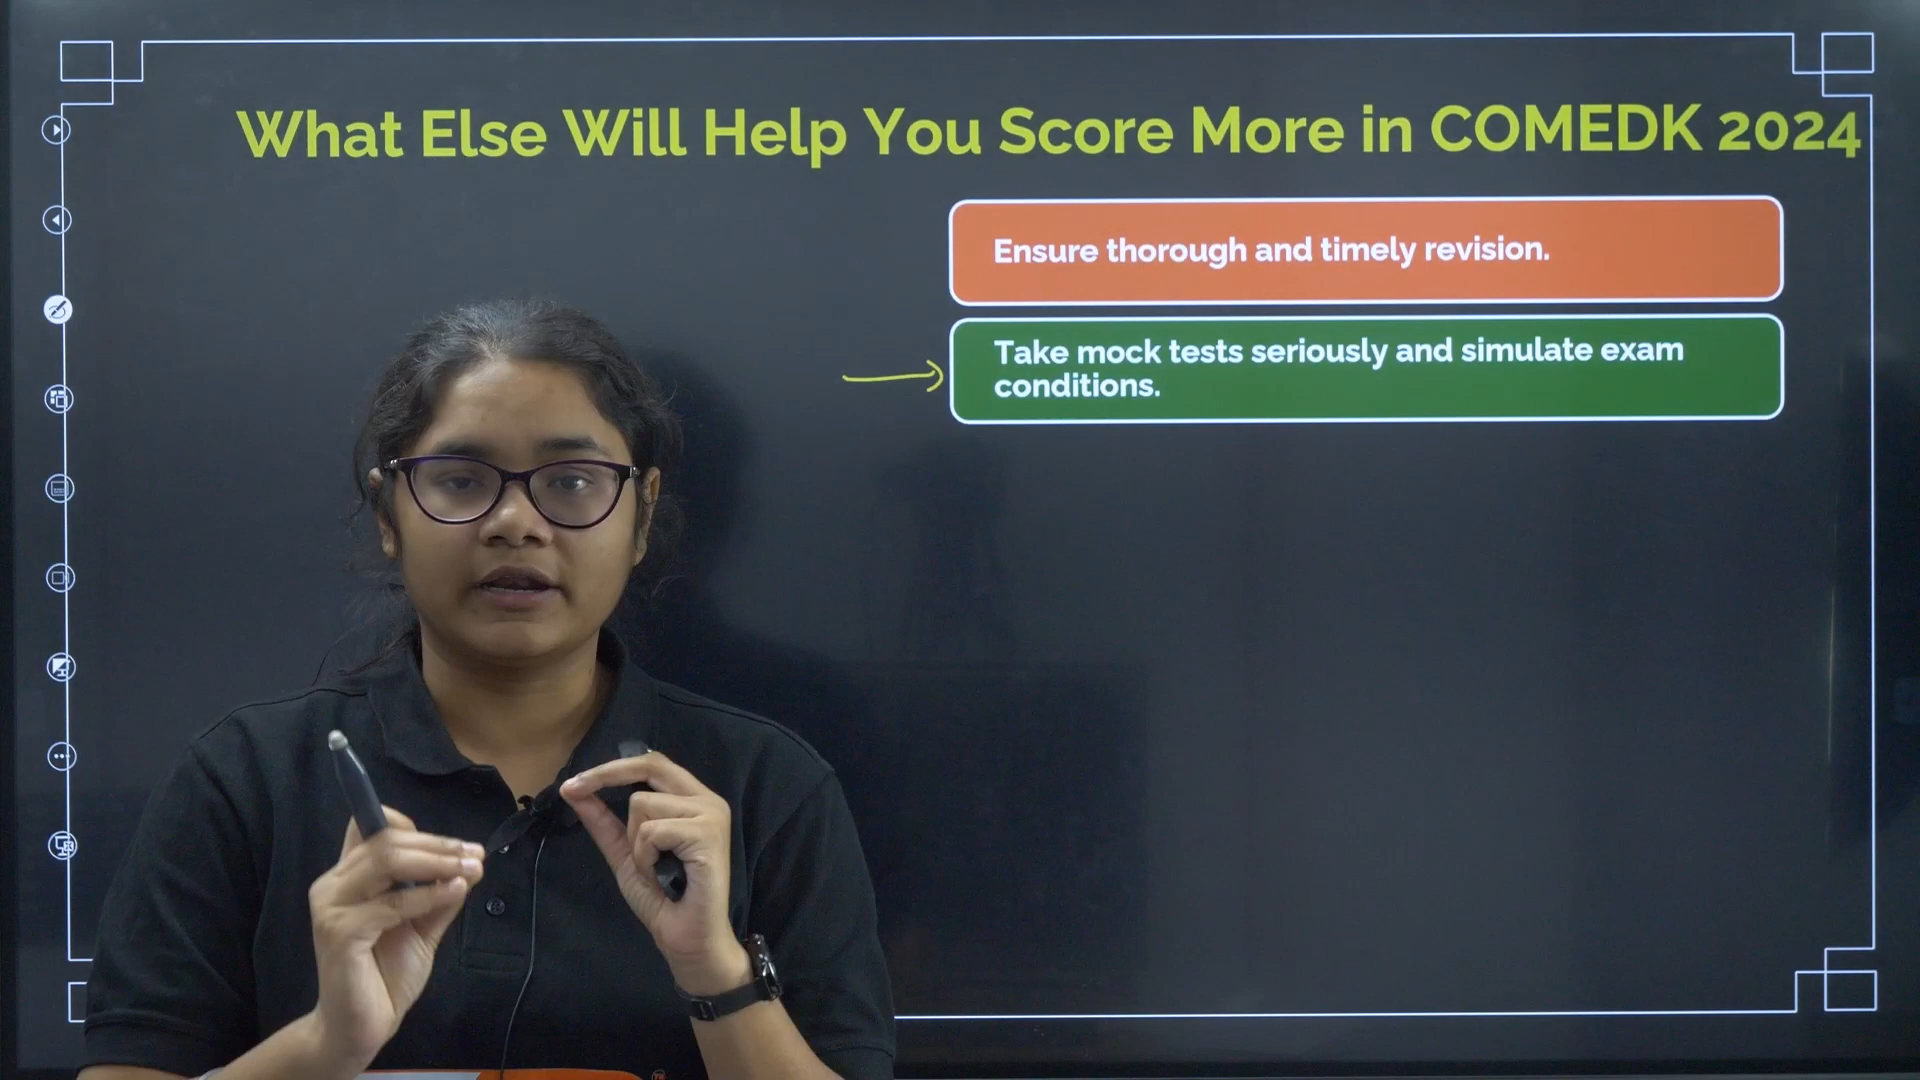 What Else Will Help You Score More in COMEDK 2024
Ensure thorough and timely revision.
Take mock tests seriously and simulate exam
conditions.